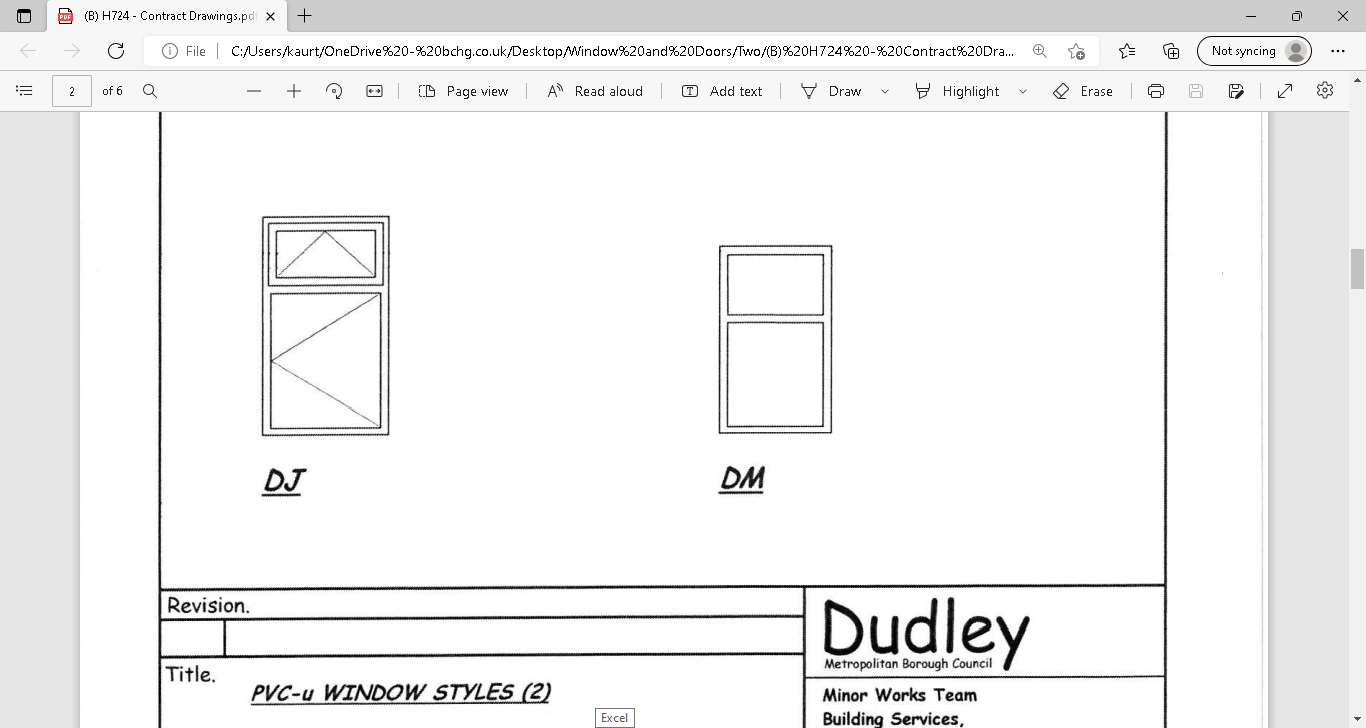 (B) H724 - Contract Drawings.pdf
File
C:/Users/kaurt/OneDrive%20-%20bchg.co.uk/Desktop/Window%20and%20Doors/Two/(B)%20H724%20-%20Contract%20Dra...
Not syncing
2 of 6
Page view
Read aloud
Add text
Draw
Highlight
Erase
DJ
DM
Revision.
Dudley
Metropolitan Borough Council
Title.
PVC-u WINDOW STYLES (2)
Minor Works Team
Building Services,
Excel